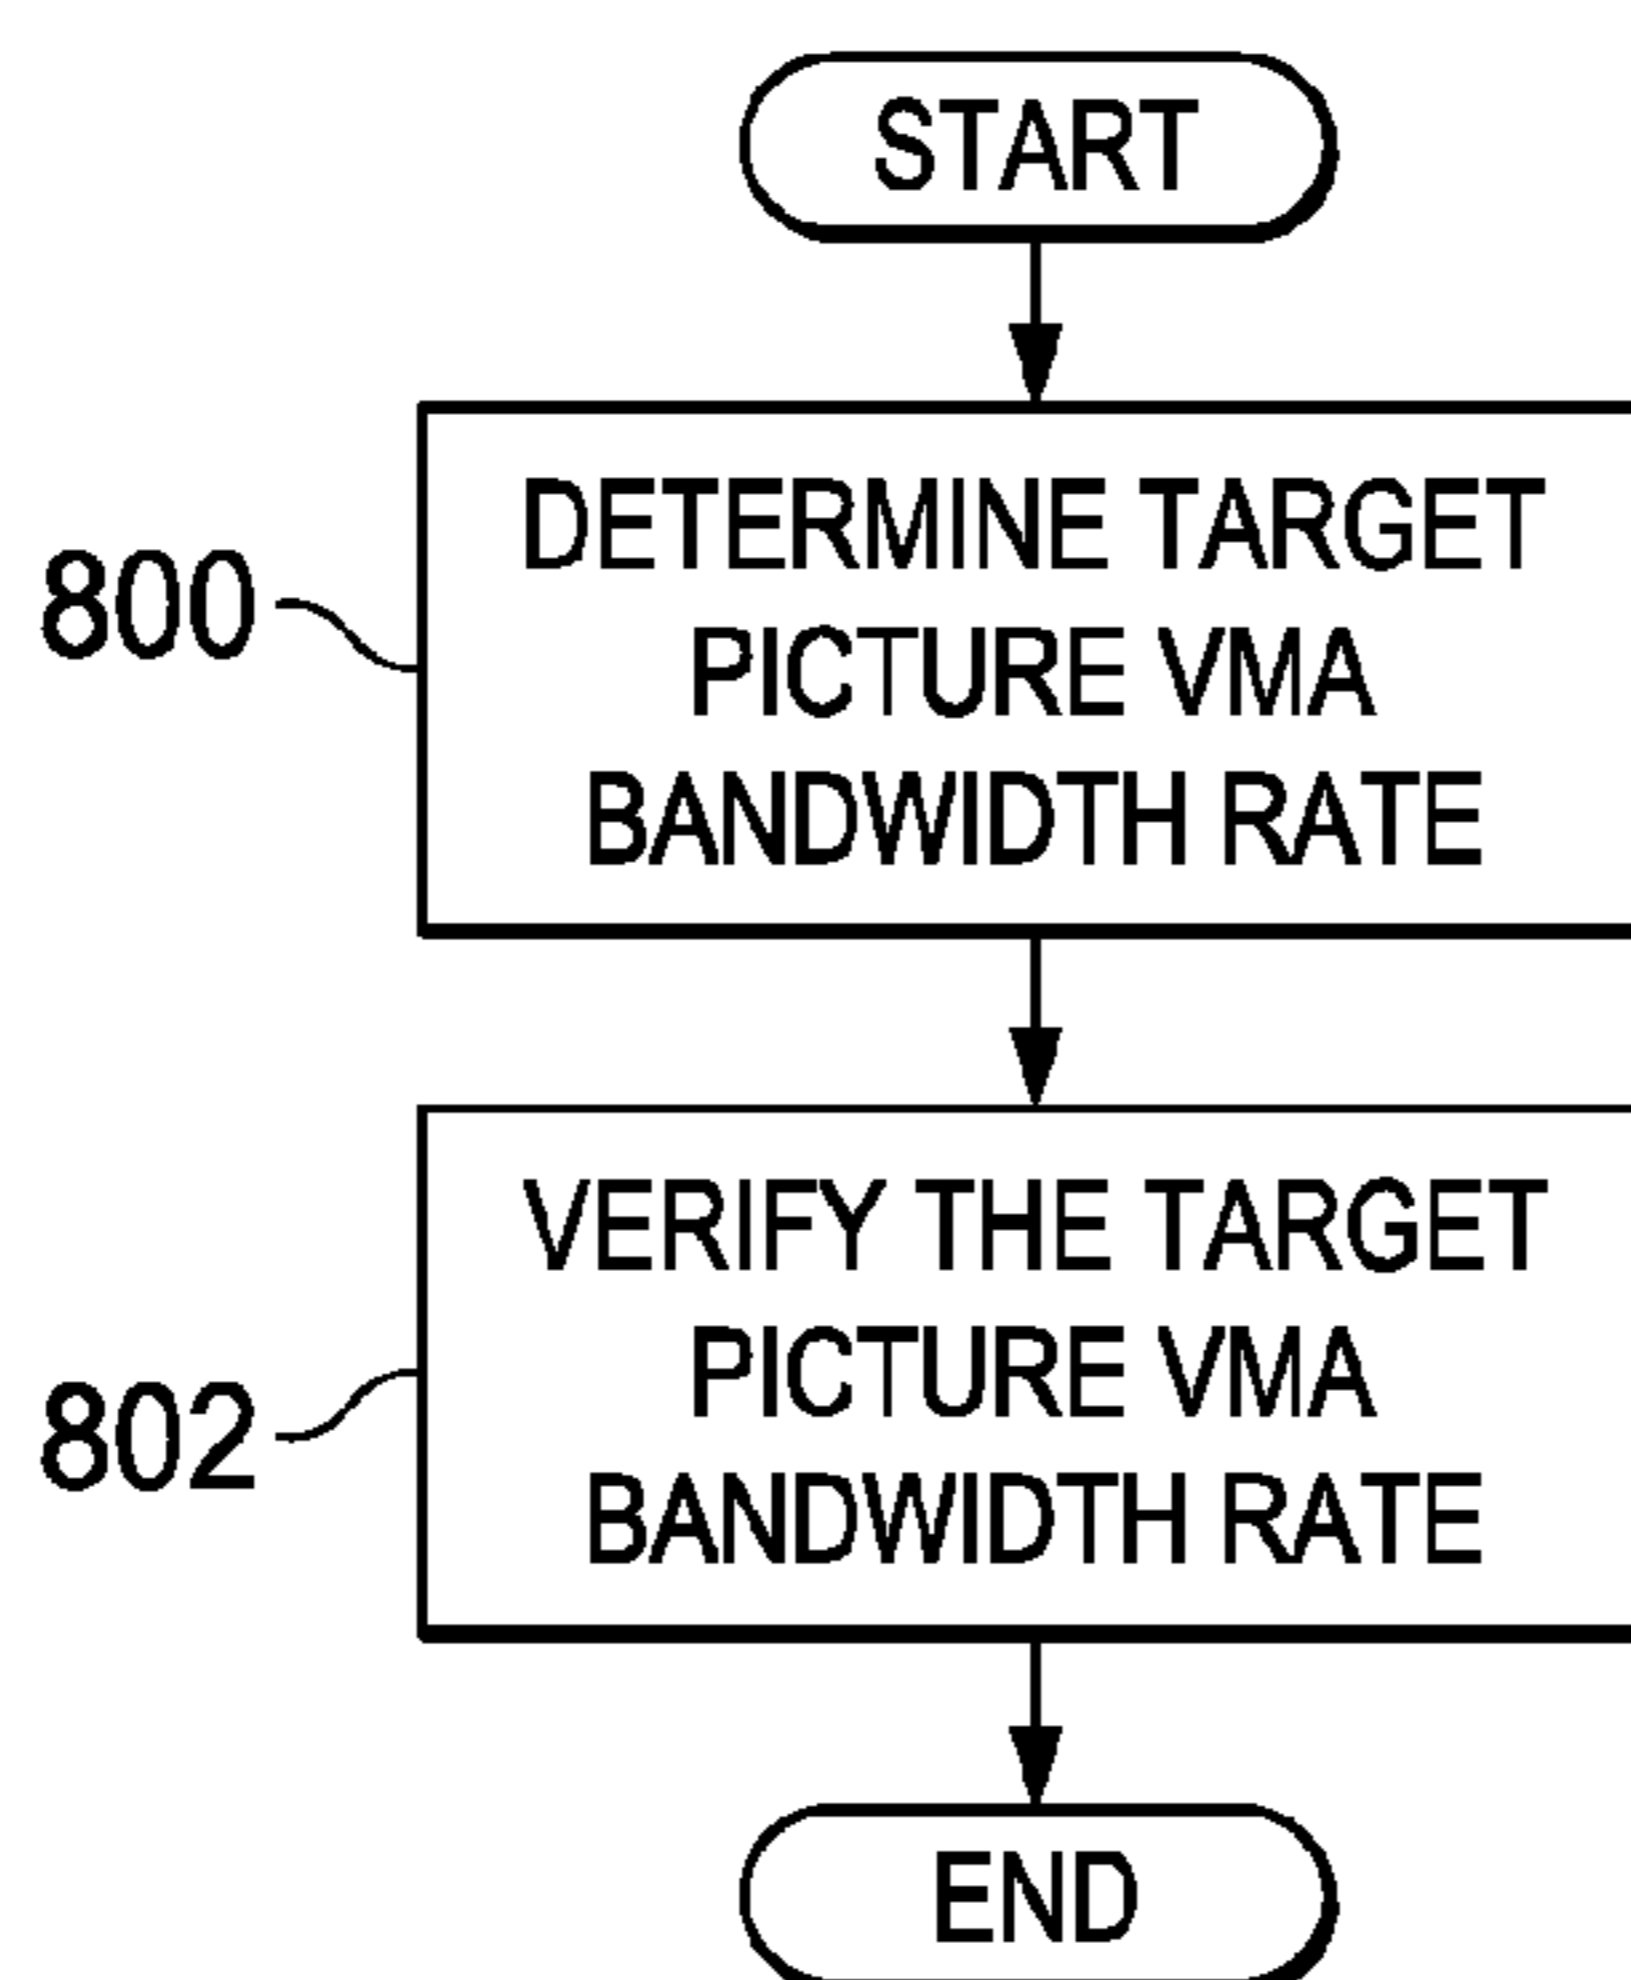 START
800
DETERMINE TARGET
PICTURE VMA
BANDWIDTH RATE
802
VERIFY THE TARGET
PICTURE VMA
BANDWIDTH RATE
END